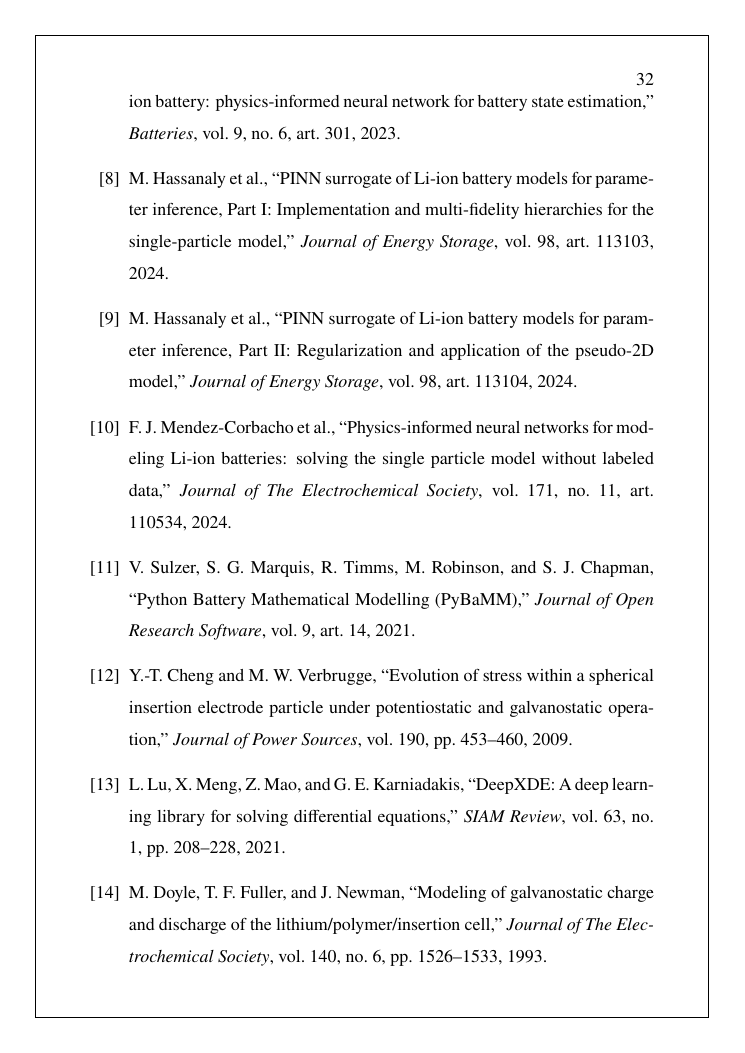 32
ion battery: physics-informed neural network for battery state estimation,”
Batteries, vol. 9, no. 6, art. 301, 2023.
[8] M. Hassanaly et al., “PINN surrogate of Li-ion battery models for parame-
ter inference, Part I: Implementation and multi-fidelity hierarchies for the
single-particle model,” Journal of Energy Storage, vol. 98, art. 113103,
2024.
[9] M. Hassanaly et al., “PINN surrogate of Li-ion battery models for param-
eter inference, Part II: Regularization and application of the pseudo-2D
model,” Journal of Energy Storage, vol. 98, art. 113104, 2024.
[10] F. J. Mendez-Corbacho et al., “Physics-informed neural networks for mod-
eling Li-ion batteries: solving the single particle model without labeled
data,” Journal of The Electrochemical Society, vol. 171, no. 11, art.
110534, 2024.
[11] V. Sulzer, S. G. Marquis, R. Timms, M. Robinson, and S. J. Chapman,
“Python Battery Mathematical Modelling (PyBaMM),” Journal of Open
Research Software, vol. 9, art. 14, 2021.
[12] Y.-T. Cheng and M. W. Verbrugge, “Evolution of stress within a spherical
insertion electrode particle under potentiostatic and galvanostatic opera-
tion,” Journal of Power Sources, vol. 190, pp. 453–460, 2009.
[13] L. Lu, X. Meng, Z. Mao, and G. E. Karniadakis, “DeepXDE: A deep learn-
ing library for solving differential equations,” SIAM Review, vol. 63, no.
1, pp. 208–228, 2021.
[14] M. Doyle, T. F. Fuller, and J. Newman, “Modeling of galvanostatic charge
and discharge of the lithium/polymer/insertion cell,” Journal of The Elec-
trochemical Society, vol. 140, no. 6, pp. 1526–1533, 1993.